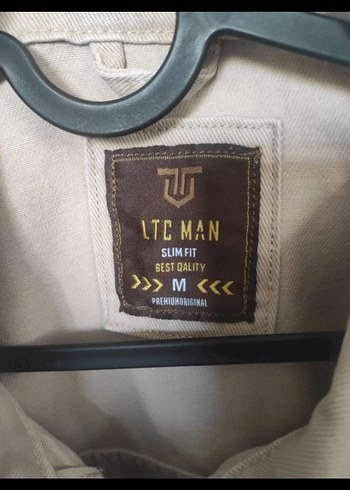 LTC MAN
SLIM FIT
BEST QALITY
>>> M <<<
PREMIUMORIGINAL